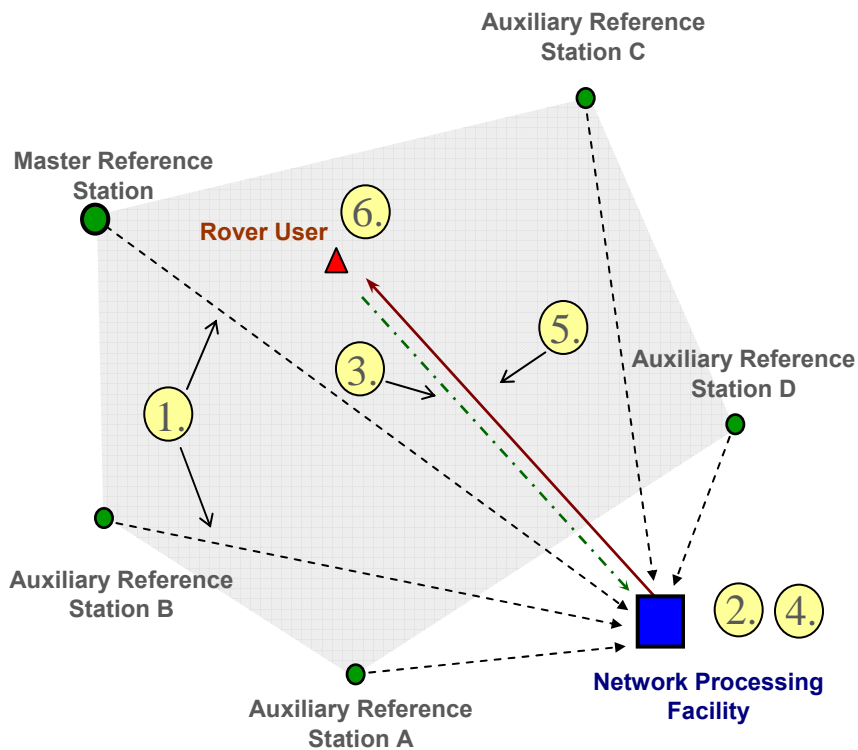 Auxiliary Reference
Station C
Master Reference
Station
6.
Rover User
5.
3.
Auxiliary Reference
Station D
1.
Auxiliary Reference
Station B
2.
4.
Network Processing
Facility
Auxiliary Reference
Station A